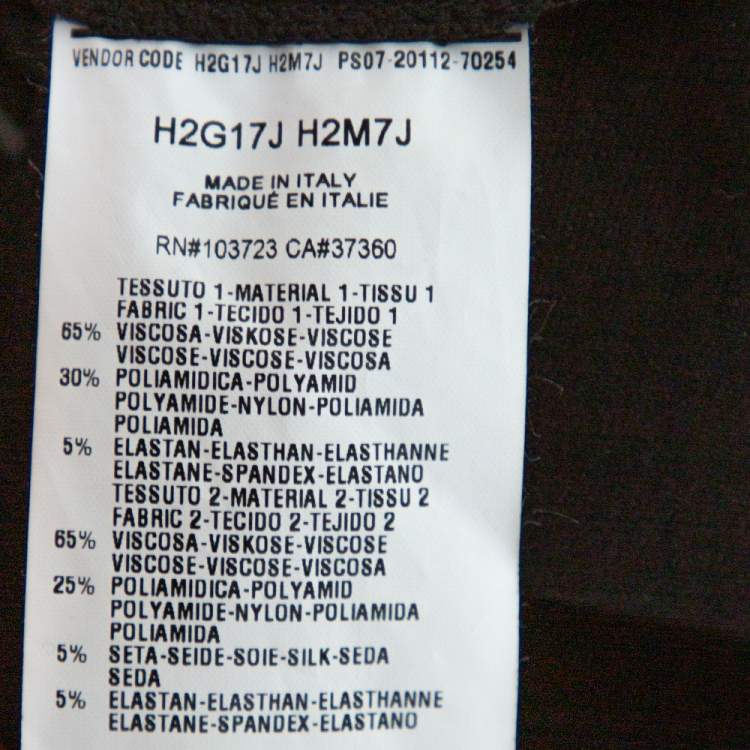 VENDOR CODE H2G17J H2M7J PS07-20112-70254
H2G17J H2M7J
MADE IN ITALY
FABRIQUÉ EN ITALIE
RN#103723 CA#37360
TESSUTO 1-MATERIAL 1-TISSU 1
FABRIC 1-TECIDO 1-TEJIDO 1
65% VISCOSA-VISKOSE-VISCOSE
VISCOSE-VISCOSE-VISCOSA
30% POLIAMIDICA-POLYAMID
POLYAMIDE-NYLON-POLIAMIDA
POLIAMIDA
5% ELASTAN-ELASTHAN-ELASTHANNE
ELASTANE-SPANDEX-ELASTANO
TESSUTO 2-MATERIAL 2-TISSU 2
FABRIC 2-TECIDO 2-TEJIDO 2
65% VISCOSA-VISKOSE-VISCOSE
VISCOSE-VISCOSE-VISCOSA
25% POLIAMIDICA-POLYAMID
POLYAMIDE-NYLON-POLIAMIDA
POLIAMIDA
5% SETA-SEIDE-SOIE-SILK-SEDA
SEDA
5% ELASTAN-ELASTHAN-ELASTHANNE
ELASTANE-SPANDEX-ELASTANO